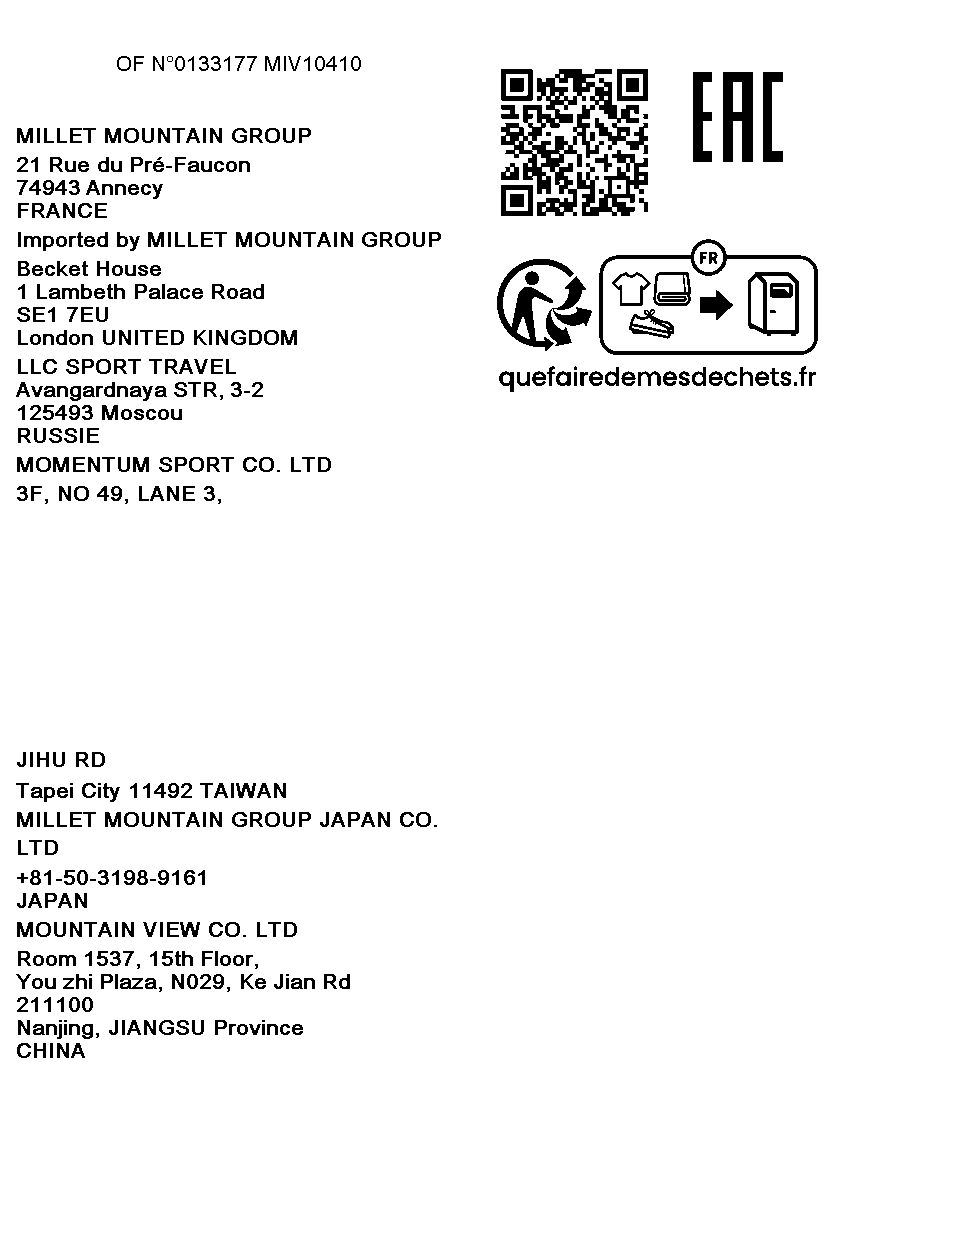 OF N°0133177 MIV10410
MILLET MOUNTAIN GROUP
21 Rue du Pré-Faucon
74943 Annecy
FRANCE
Imported by MILLET MOUNTAIN GROUP
Becket House
1 Lambeth Palace Road
SE1 7EU
London UNITED KINGDOM
LLC SPORT TRAVEL
Avangardnaya STR, 3-2
125493 Moscou
RUSSIE
MOMENTUM SPORT CO. LTD
3F, NO 49, LANE 3,
JIHU RD
Tapei City 11492 TAIWAN
MILLET MOUNTAIN GROUP JAPAN CO.
LTD
+81-50-3198-9161
JAPAN
MOUNTAIN VIEW CO. LTD
Room 1537, 15th Floor,
You zhi Plaza, N029, Ke Jian Rd
211100
Nanjing, JIANGSU Province
CHINA
EAC
FR
quefairedemesdechets.fr